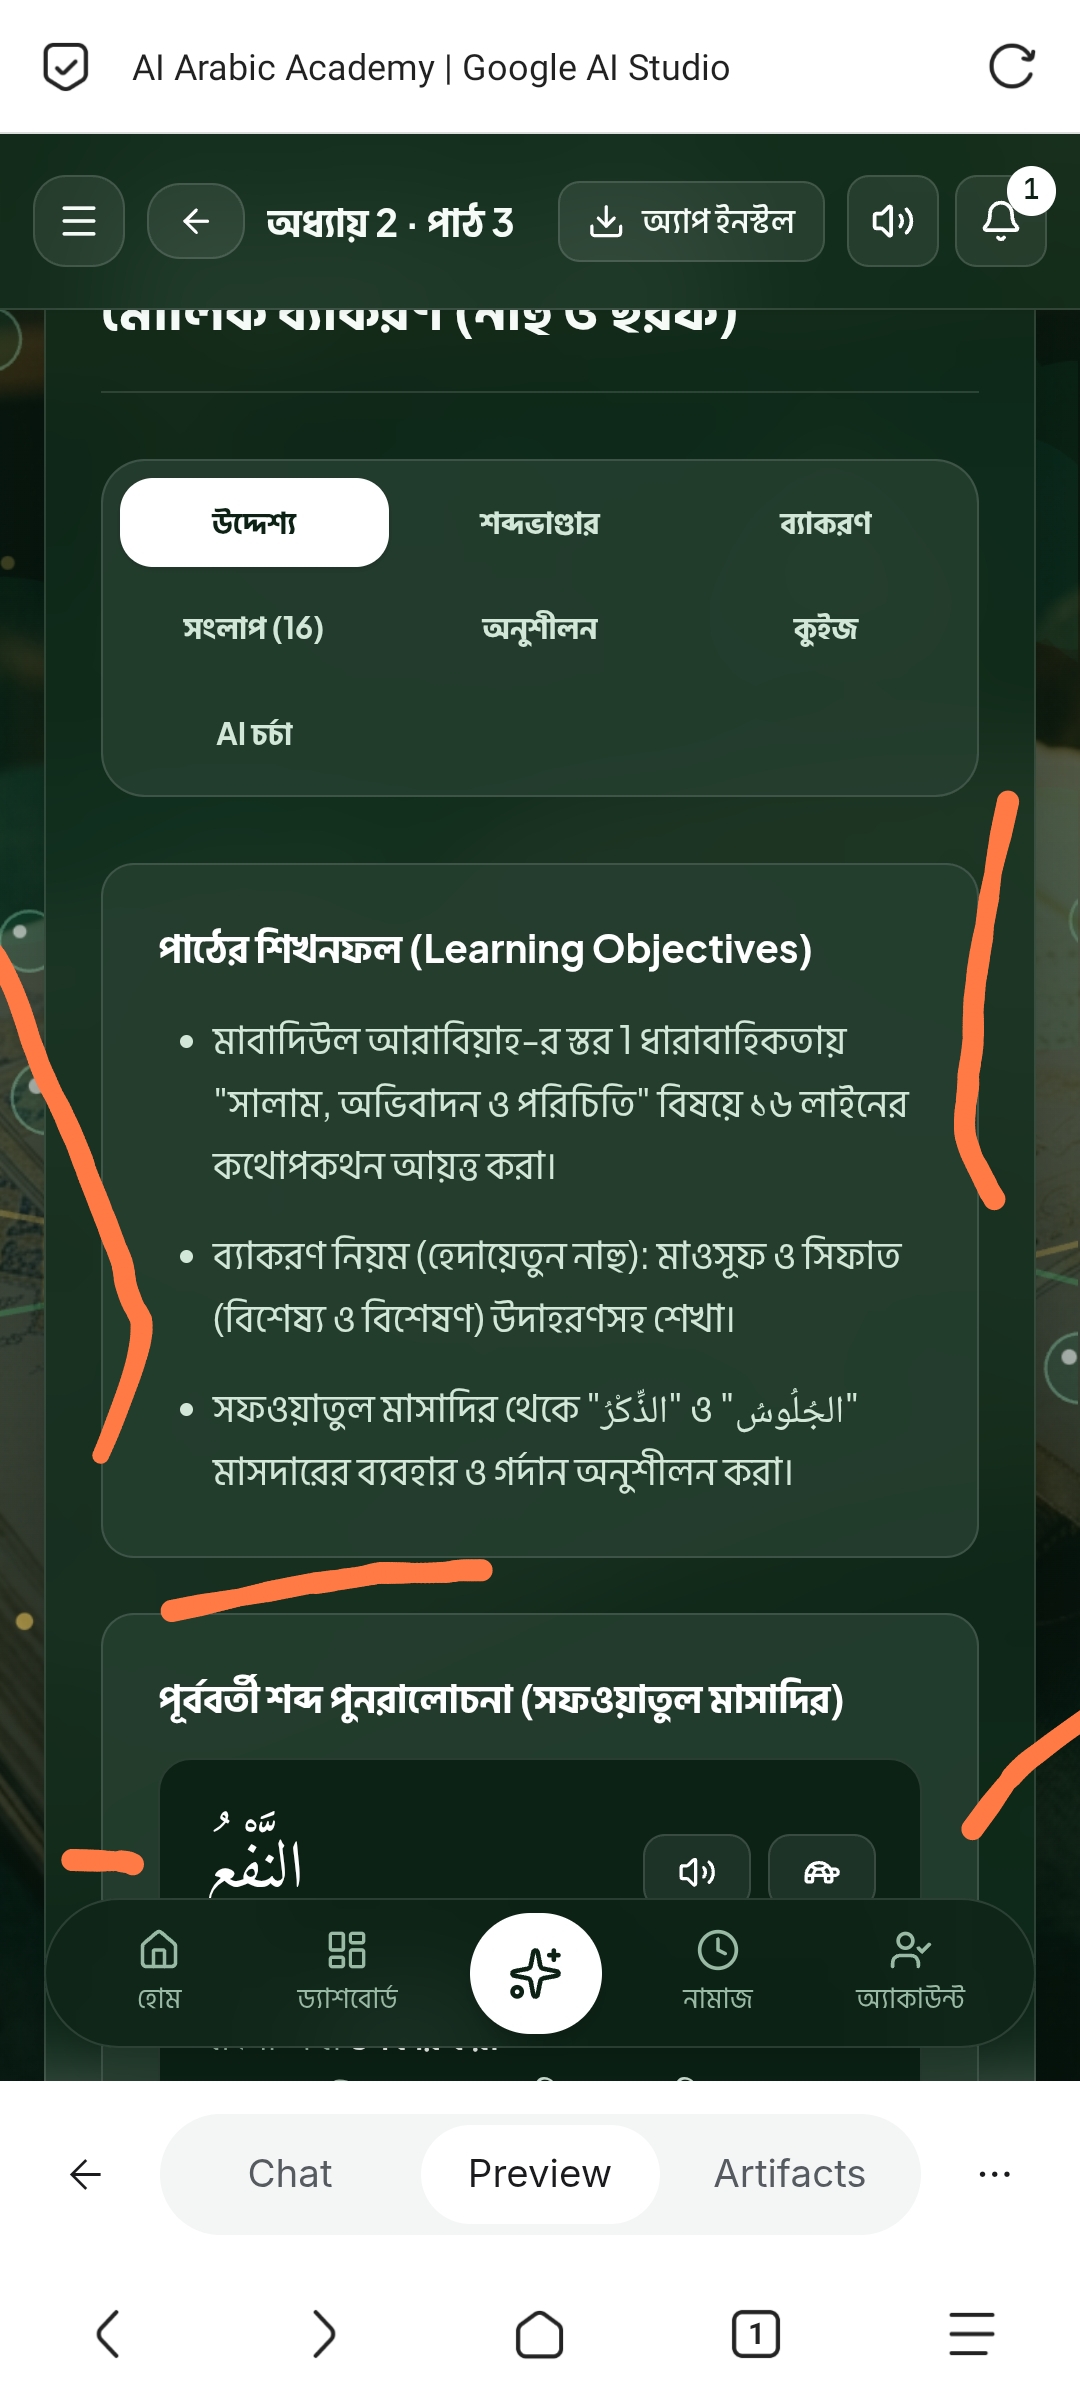 AI Arabic Academy | Google AI Studio
অধ্যায় 2 · পাঠ 3
অ্যাপ ইনস্টল
1
মৌলিক ব্যাকরণ (নাহু ও ছরফ)
উদ্দেশ্য
শব্দভাণ্ডার
ব্যাকরণ
সংলাপ (16)
অনুশীলন
কুইজ
AI চর্চা
পাঠের শিখনফল (Learning Objectives)
• মাবাদিউল আরাবিয়াহ-র স্তর 1 ধারাবাহিকতায়
"সালাম, অভিবাদন ও পরিচিতি" বিষয়ে ১৬ লাইনের
কথোপকথন আয়ত্ত করা।
• ব্যাকরণ নিয়ম (হেদায়েতুন নাহু): মাওসূফ ও সিফাত
(বিশেষ্য ও বিশেষণ) উদাহরণসহ শেখা।
• সফওয়াতুল মাসাদির থেকে "الذِّكْرُ" ও "الجُلُوسُ"
মাসদারের ব্যবহার ও গর্দান অনুশীলন করা।
পূর্ববর্তী শব্দ পুনরালোচনা (সফওয়াতুল মাসাদির)
النَّفْعُ
হোম
ড্যাশবোর্ড
নামাজ
অ্যাকাউন্ট
Chat
Preview
Artifacts
1